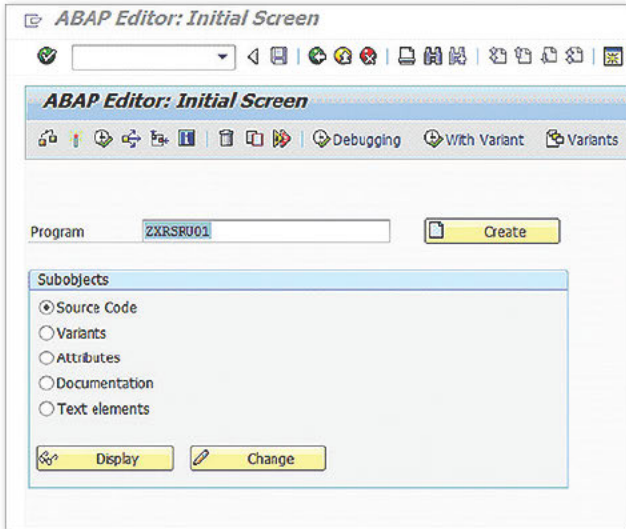 ABAP Editor: Initial Screen
ABAP Editor: Initial Screen
Debugging With Variant Variants
Program ZXRSRU01 Create
Subobjects
Source Code
Variants
Attributes
Documentation
Text elements
Display Change